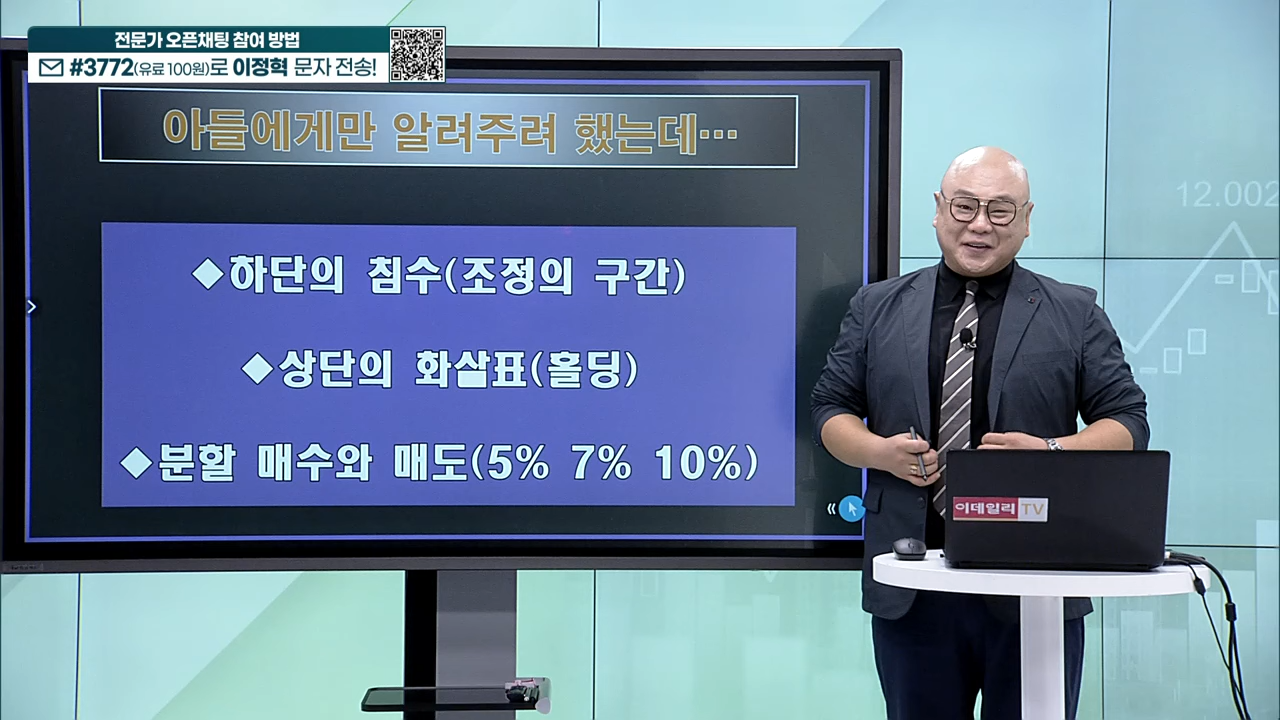 전문가 오픈채팅 참여 방법
#3772(유료 100원)로 이정혁 문자 전송!
아들에게만 알려주려 했는데…
◆하단의 침수(조정의 구간)
◆상단의 화살표(홀딩)
◆분할 매수와 매도(5% 7% 10%)
12.002
이데일리 TV